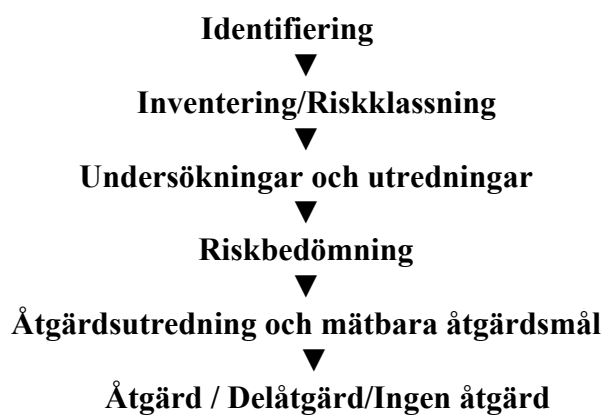 Identifiering
▼
Inventering/Riskklassning
▼
Undersökningar och utredningar
▼
Riskbedömning
▼
Åtgärdsutredning och mätbara åtgärdsmål
▼
Åtgärd / Delåtgärd/Ingen åtgärd